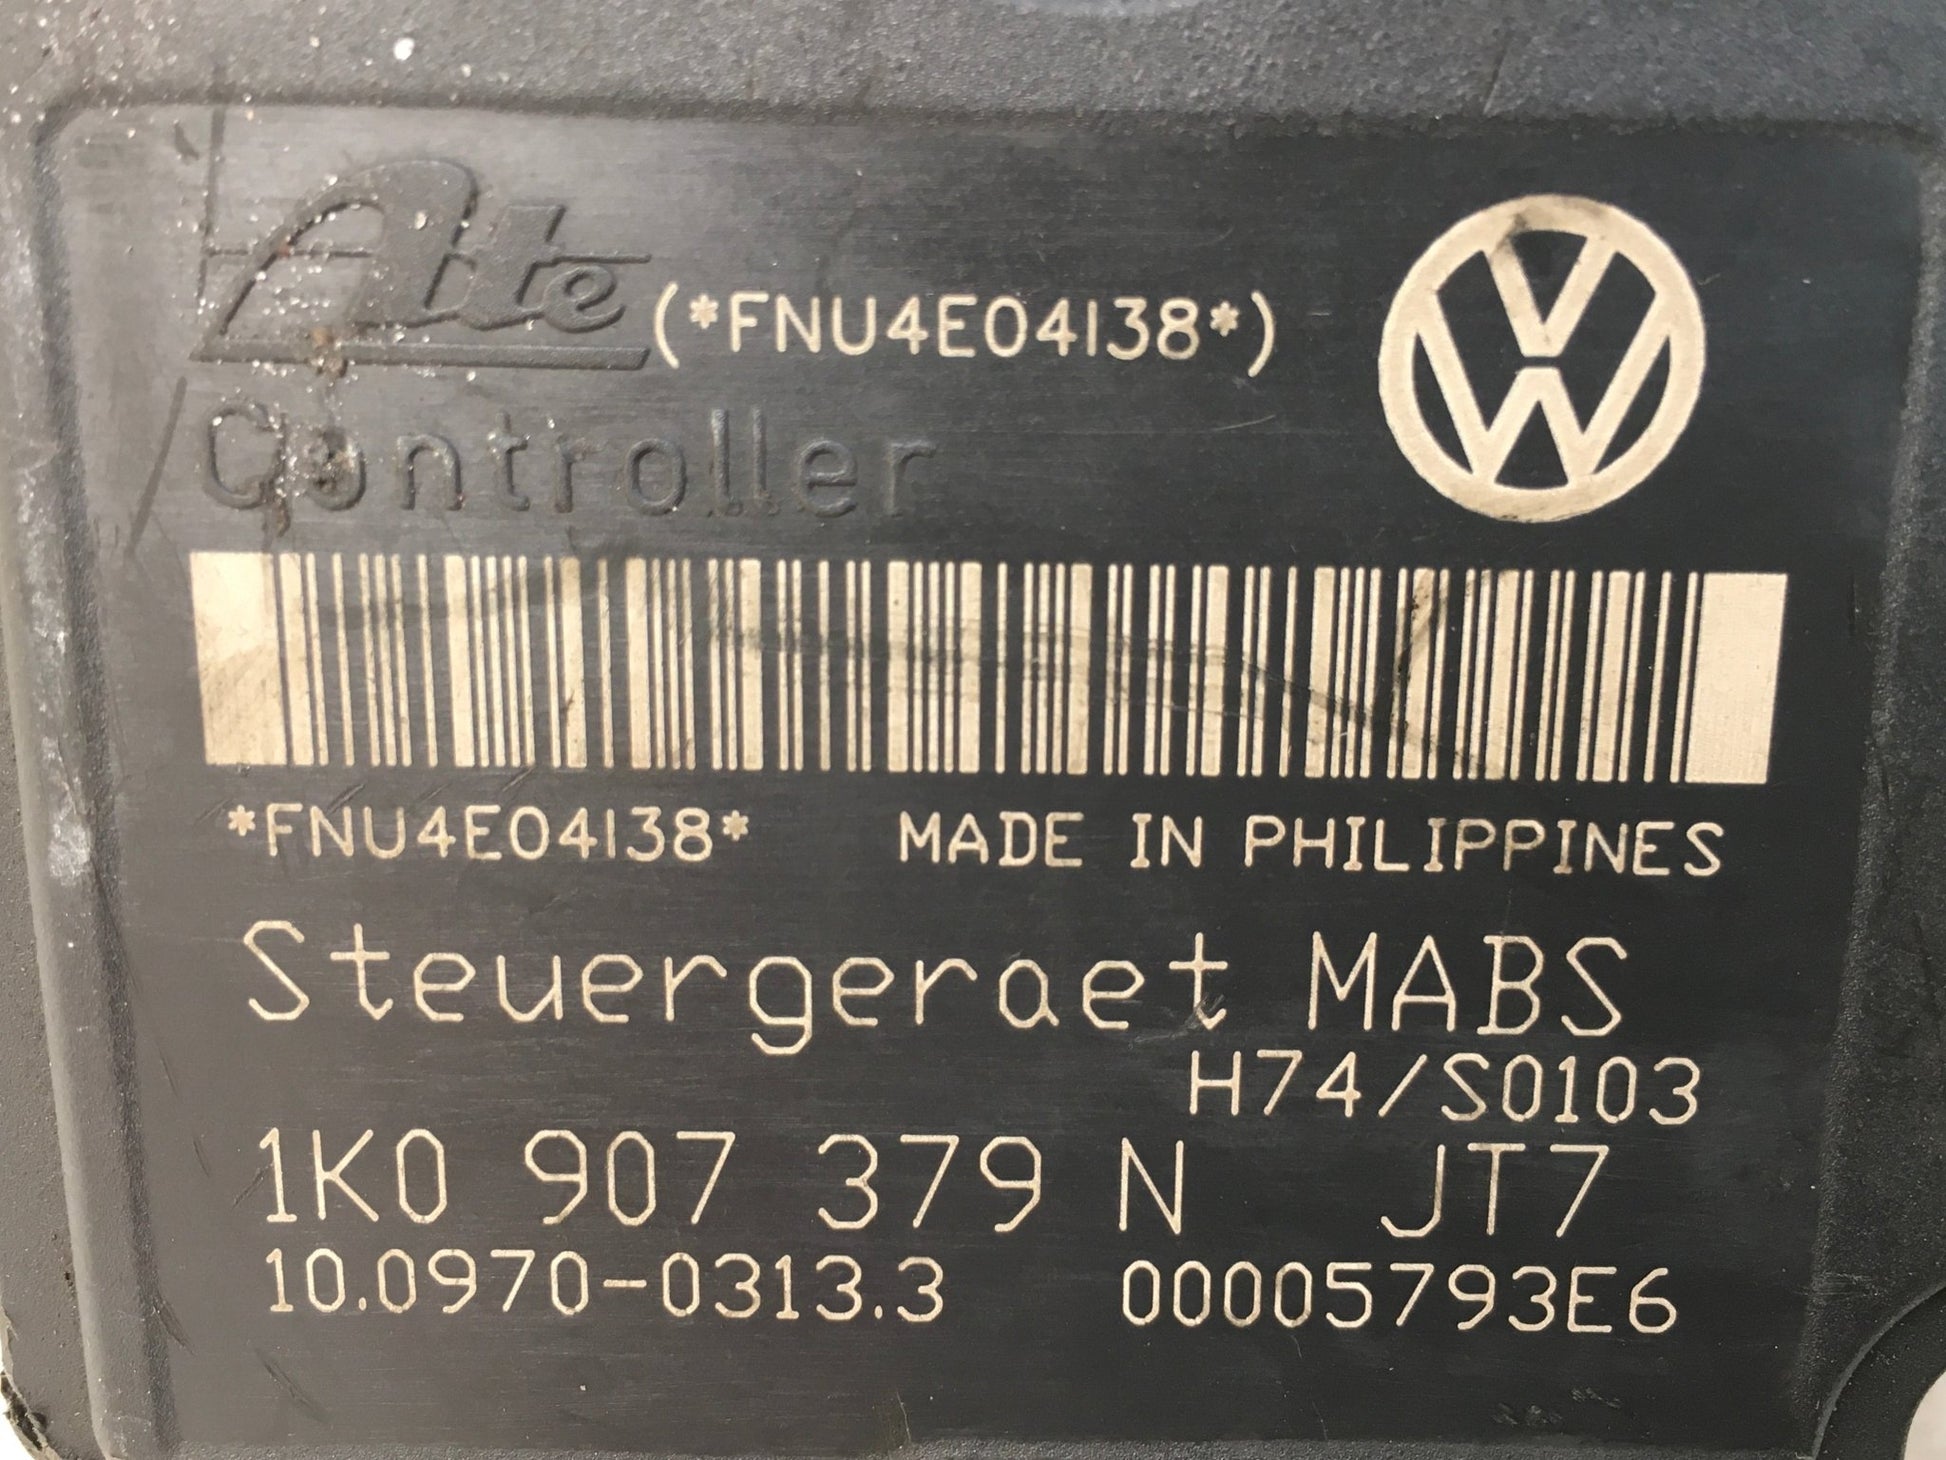 Ate (*FNU4E04138*)
Controller
*FNU4E04138* MADE IN PHILIPPINES
Steuergeraet MABS
H74/S0103
1K0 907 379 N JT7
10.0970-0313.3 00005793E6